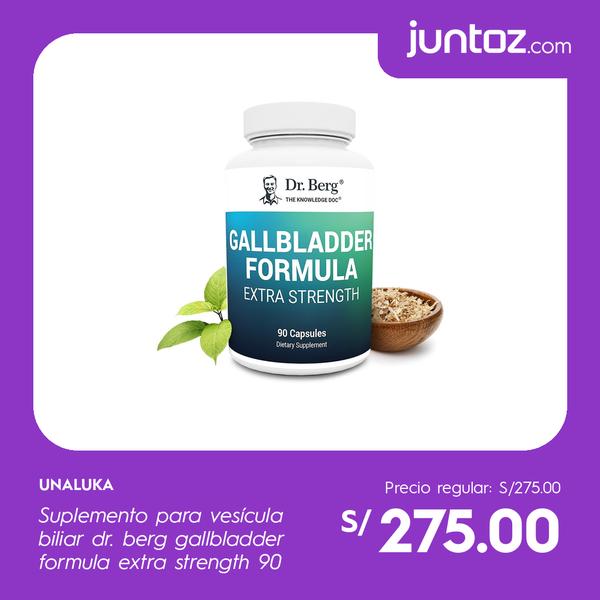 juntoz.com
Dr. Berg®
THE KNOWLEDGE DOC®
GALLBLADDER
FORMULA
EXTRA STRENGTH
90 Capsules
Dietary Supplement
UNALUKA
Suplemento para vesícula
biliar dr. berg gallbladder
formula extra strength 90
Precio regular: S/275.00
S/ 275.00